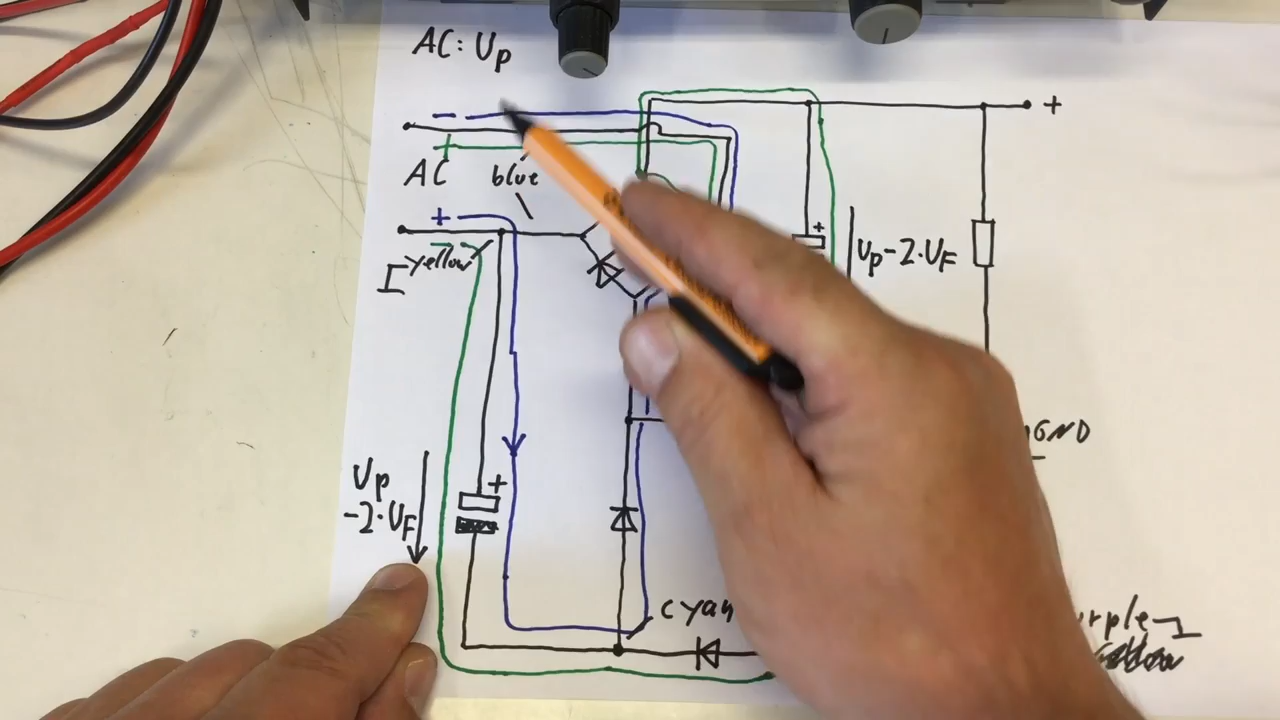 AC: Up
+
-
AC
blue
+
+
yellow
I
Up-2·UF
GND
Up
-2·UF
+
cyan